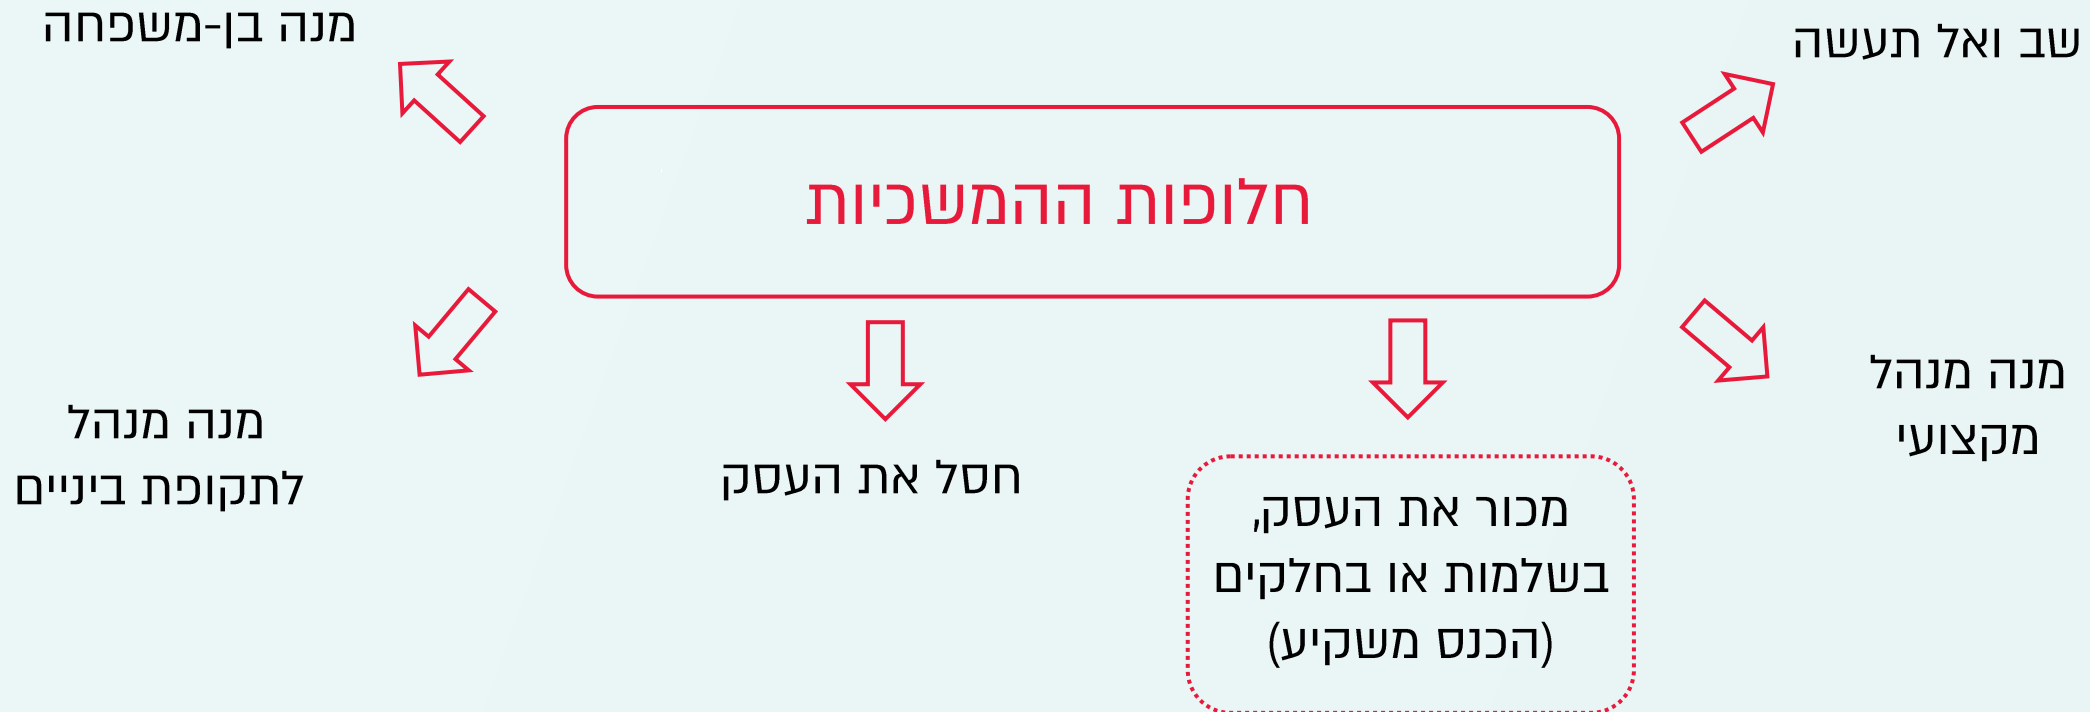 שב ואל תעשה
מנה בן-משפחה
חלופות ההמשכיות
מנה מנהל
מקצועי
מכור את העסק,
בשלמות או בחלקים
(הכנס משקיע)
חסל את העסק
מנה מנהל
לתקופת ביניים